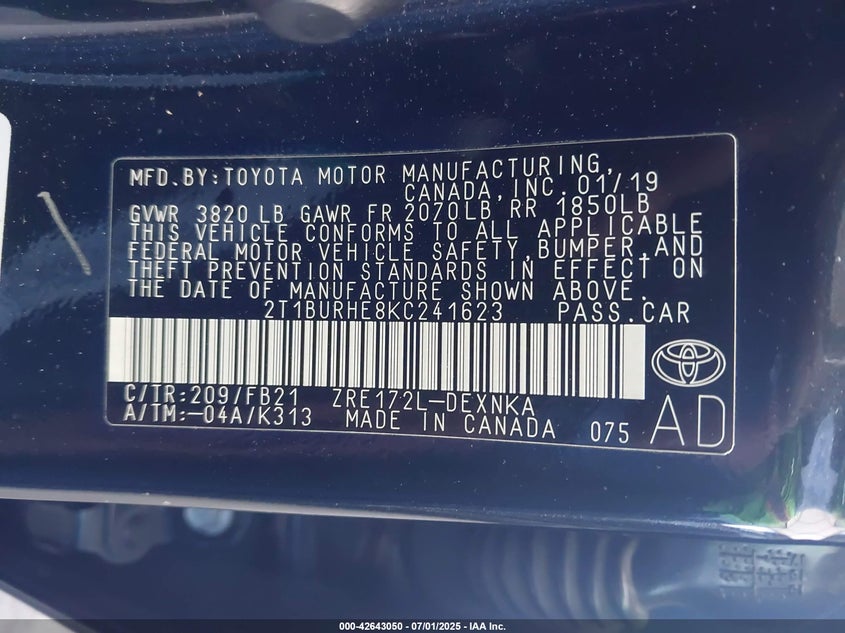 MFD.BY:TOYOTA MOTOR MANUFACTURING,
CANADA,INC.01/19
GVWR 3820 LB GAWR FR 2070LB RR 1850LB
THIS VEHICLE CONFORMS TO ALL APPLICABLE
FEDERAL MOTOR VEHICLE SAFETY,BUMPER,AND
THEFT PREVENTION STANDARDS IN EFFECT ON
THE DATE OF MANUFACTURE SHOWN ABOVE.
2T1BURHE8KC241623 PASS.CAR
C/TR:209/FB21 ZRE172L-DEXNKA
A/TM:-04A/K313 MADE IN CANADA 075 AD
000-42643050 - 07/01/2025 - IAA Inc.